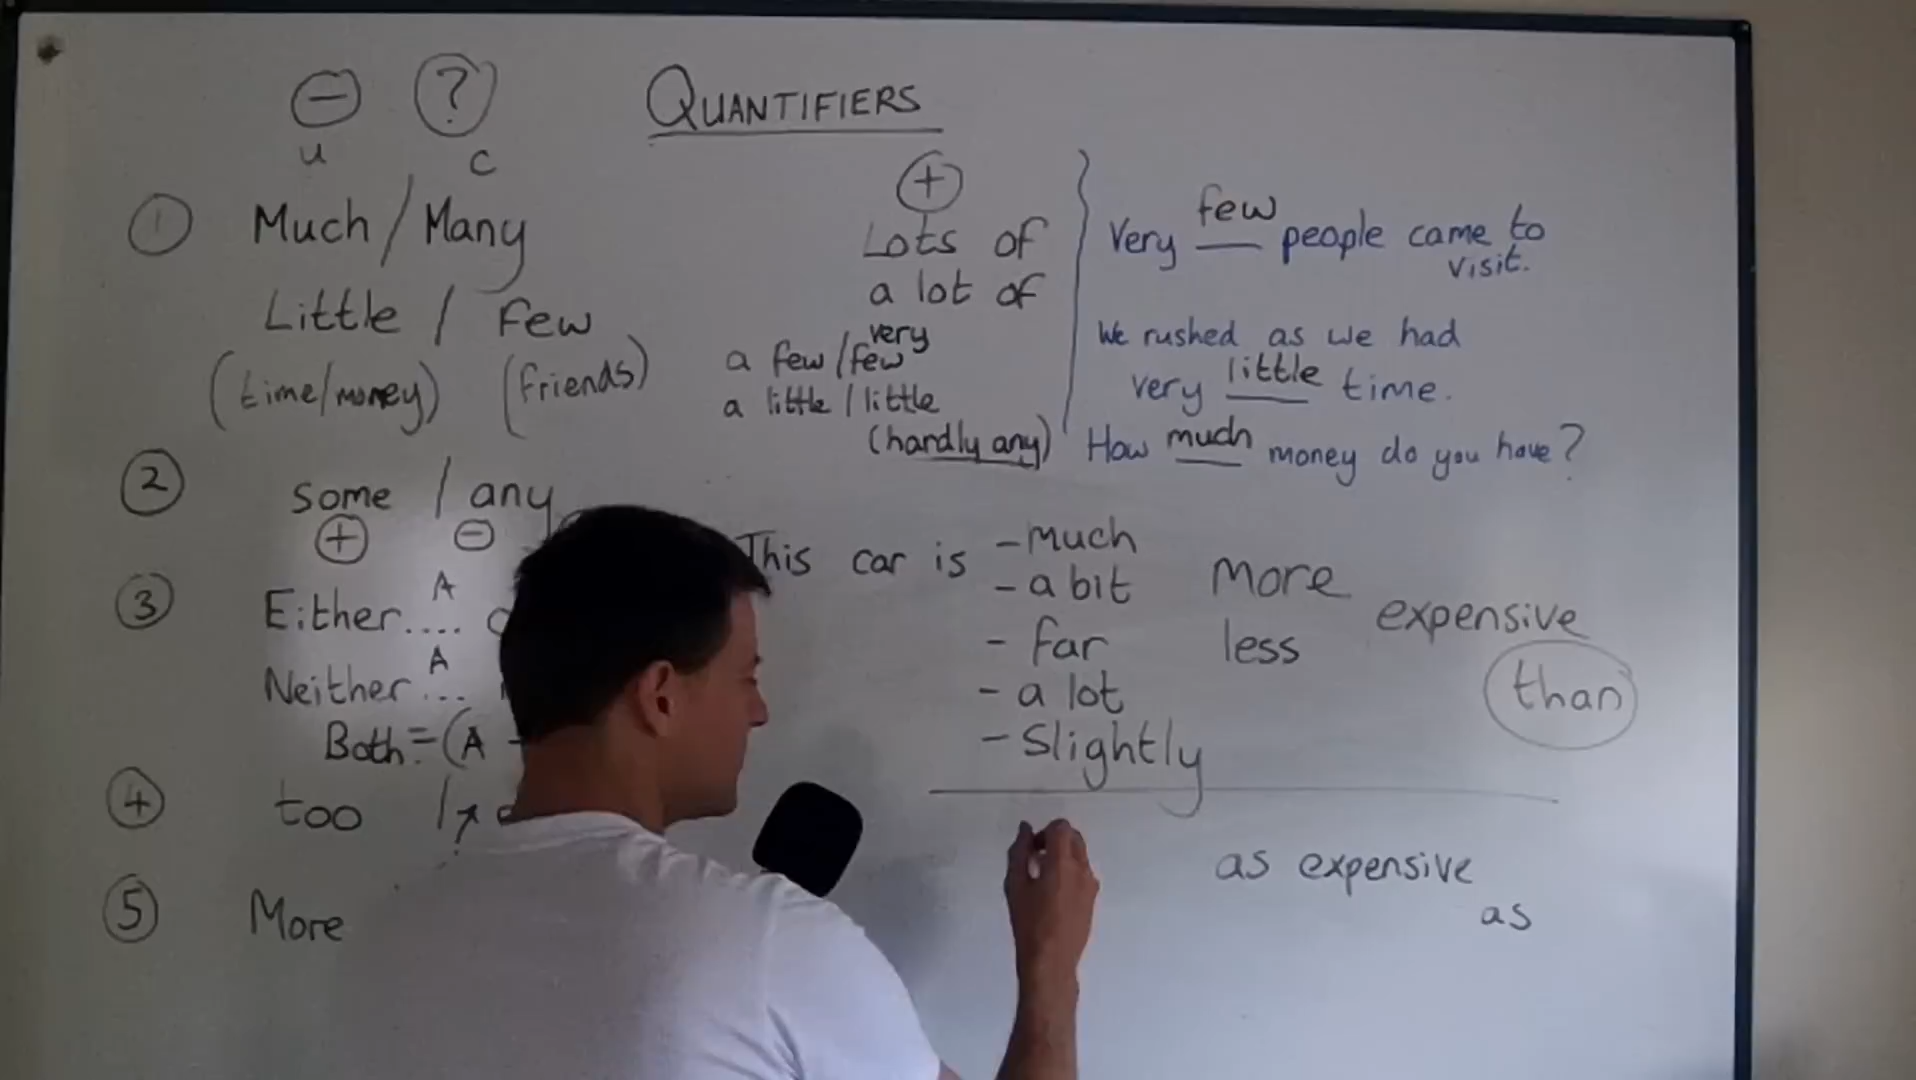 − ? QUANTIFIERS
u c
+
1 Much / Many
Lots of
a lot of
Little / Few
(time/money) (friends)
very
a few / few
a little / little
(hardly any)
Very few people came to
visit.
We rushed as we had
very little time.
How much money do you have?
2 some / any
+ −
3 Either.... A
Neither... A
Both = (A
4 too /
5 More
This car is
- much
- a bit
- far
- a lot
- slightly
more
less
expensive
than
as expensive
as